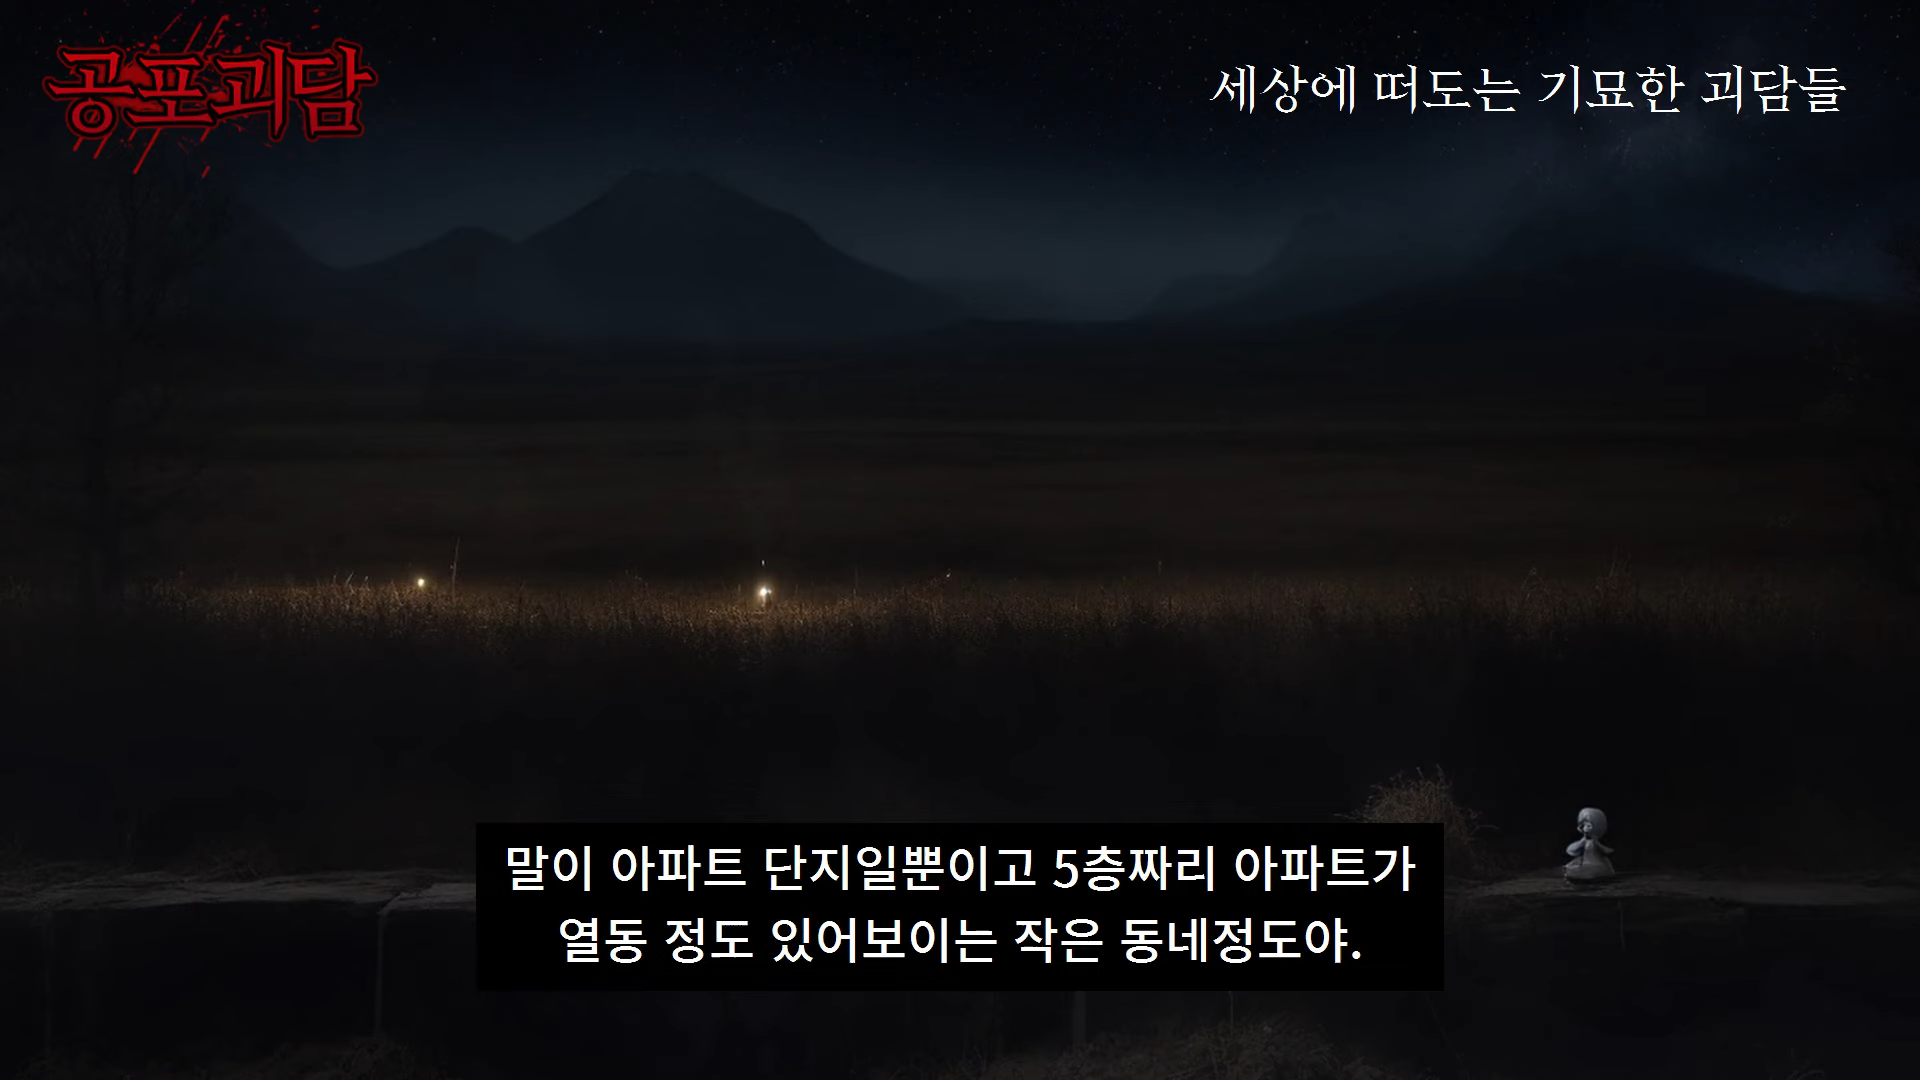 공포괴담
세상에 떠도는 기묘한 괴담들
말이 아파트 단지일뿐이고 5층짜리 아파트가
열동 정도 있어보이는 작은 동네정도야.